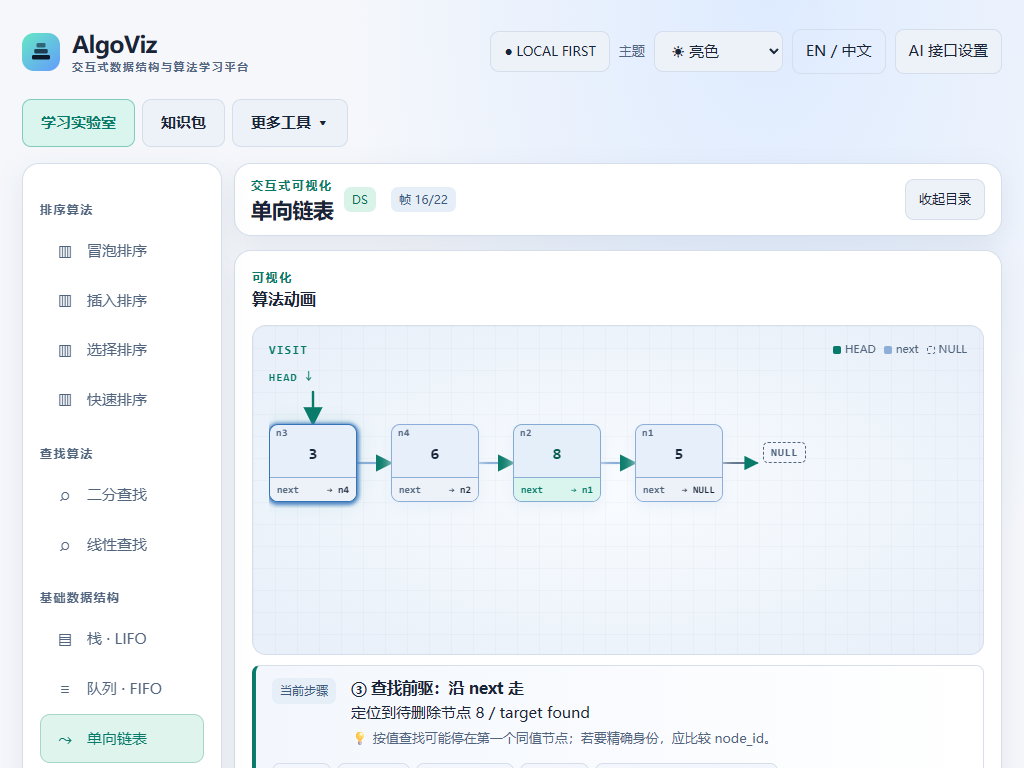 AlgoViz
交互式数据结构与算法学习平台
● LOCAL FIRST
主题
☀ 亮色
EN / 中文
AI 接口设置
学习实验室
知识包
更多工具 ▾
排序算法
▥ 冒泡排序
▥ 插入排序
▥ 选择排序
▥ 快速排序
查找算法
⌕ 二分查找
⌕ 线性查找
基础数据结构
▤ 栈 · LIFO
≡ 队列 · FIFO
⤳ 单向链表
交互式可视化
单向链表
DS
帧 16/22
收起目录
可视化
算法动画
VISIT
HEAD
next
NULL
HEAD ↓
n3
3
next → n4
n4
6
next → n2
n2
8
next → n1
n1
5
next → NULL
NULL
当前步骤
③ 查找前驱：沿 next 走
定位到待删除节点 8 / target found
💡 按值查找可能停在第一个同值节点；若要精确身份，应比较 node_id。